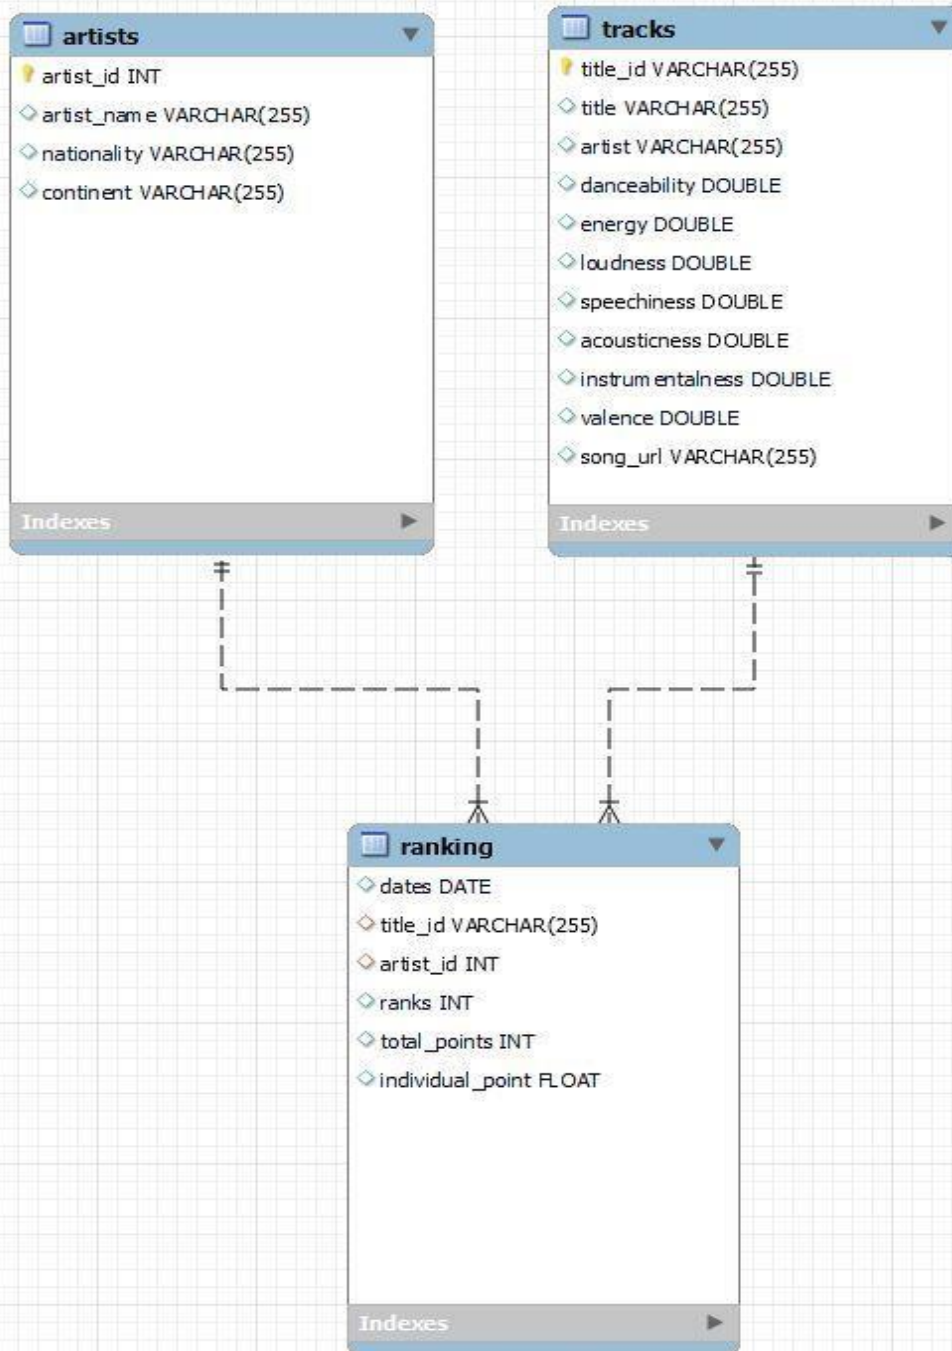 artists
artist_id INT
artist_name VARCHAR(255)
nationality VARCHAR(255)
continent VARCHAR(255)
Indexes
tracks
title_id VARCHAR(255)
title VARCHAR(255)
artist VARCHAR(255)
danceability DOUBLE
energy DOUBLE
loudness DOUBLE
speechiness DOUBLE
acousticness DOUBLE
instrumentalness DOUBLE
valence DOUBLE
song_url VARCHAR(255)
Indexes
ranking
dates DATE
title_id VARCHAR(255)
artist_id INT
ranks INT
total_points INT
individual_point FLOAT
Indexes